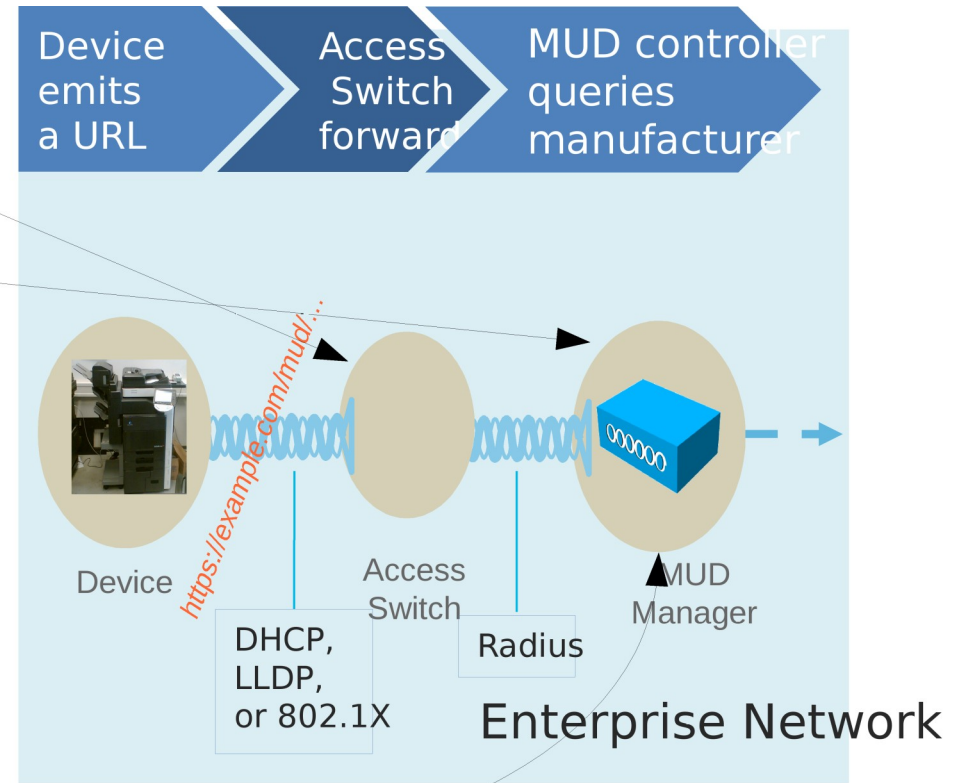 Device
emits
a URL
Access
Switch
forward
MUD controller
queries
manufacturer
https://example.com/mud/...
Device
Access
Switch
MUD
Manager
DHCP,
LLDP,
or 802.1X
Radius
Enterprise Network